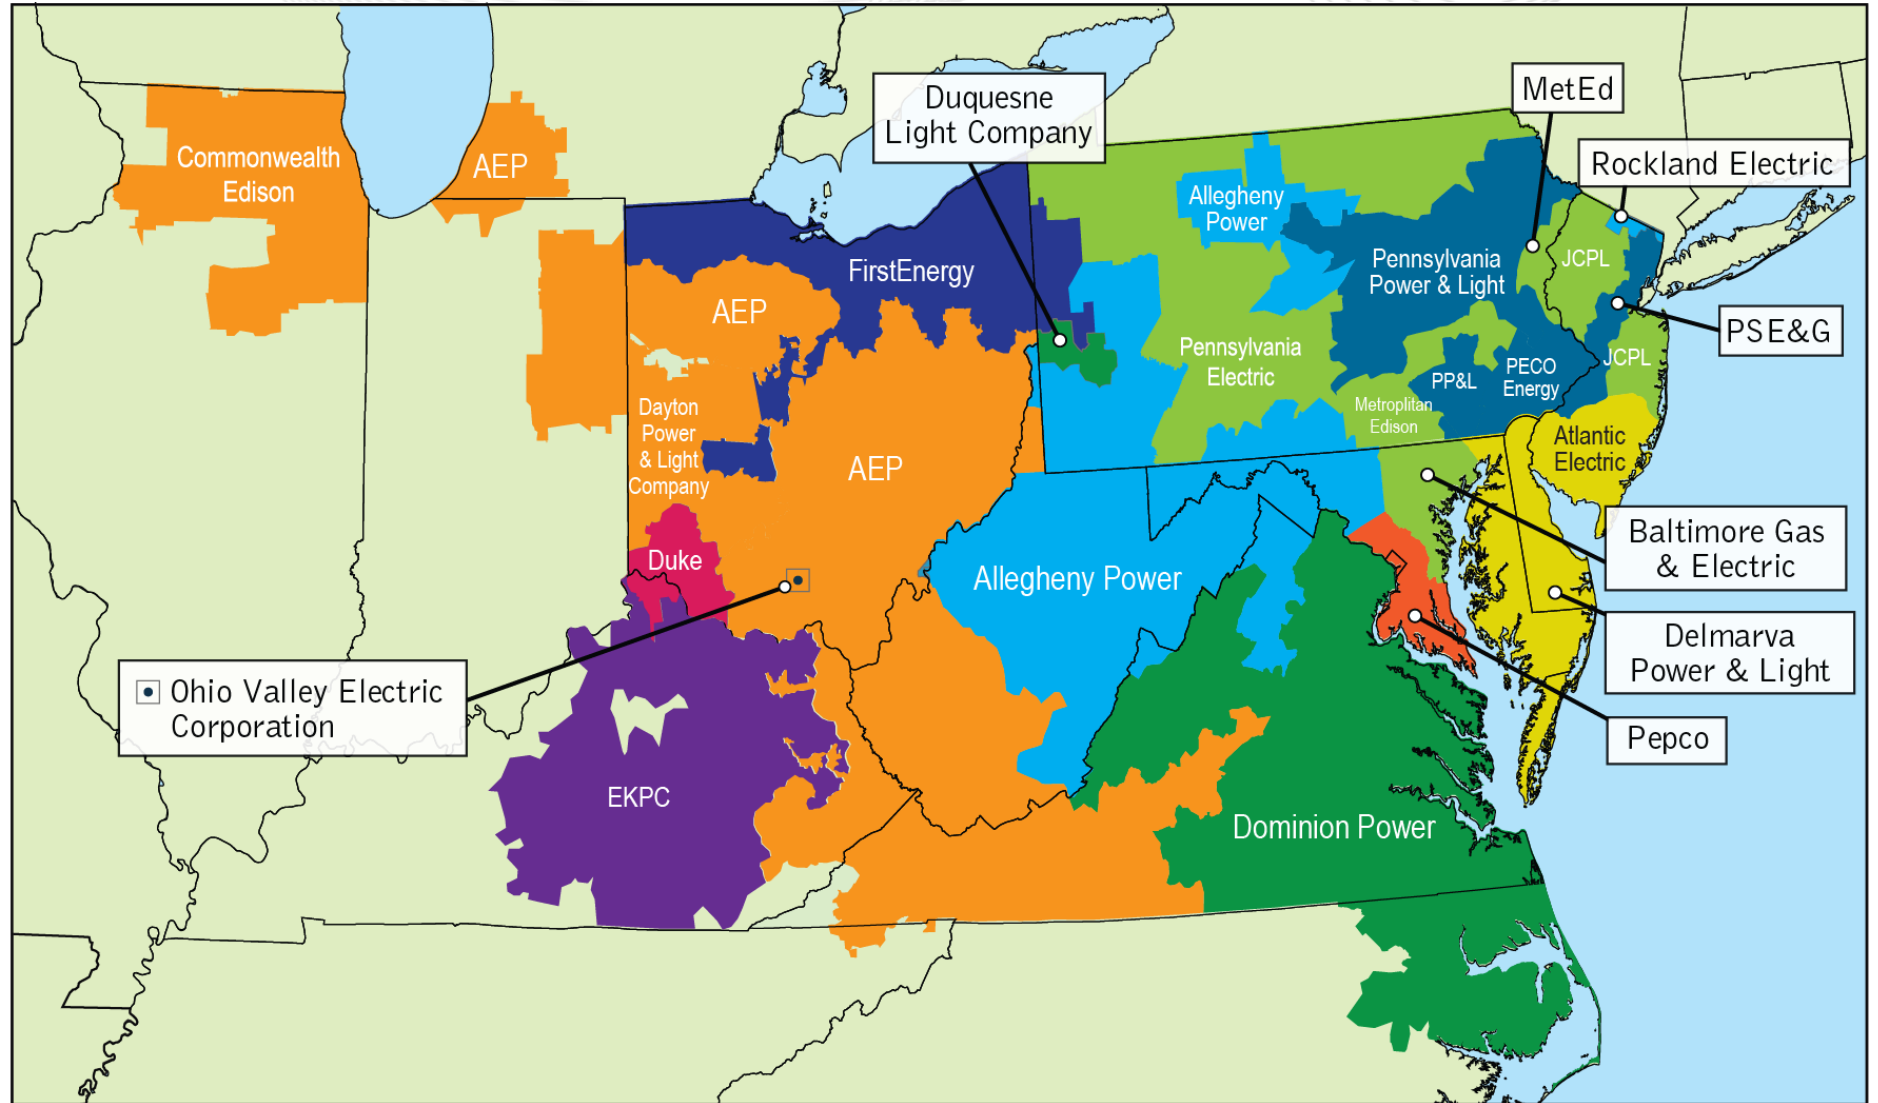 Duquesne
Light Company
MetEd
Rockland Electric
Commonwealth
Edison
AEP
Allegheny
Power
JCPL
Pennsylvania
Power & Light
FirstEnergy
AEP
PSE&G
Pennsylvania
Electric
JCPL
PECO
Energy
PP&L
Metroplitan
Edison
Dayton
Power
& Light
Company
AEP
Atlantic
Electric
Baltimore Gas
& Electric
Duke
Allegheny Power
Delmarva
Power & Light
Ohio Valley Electric
Corporation
Pepco
EKPC
Dominion Power